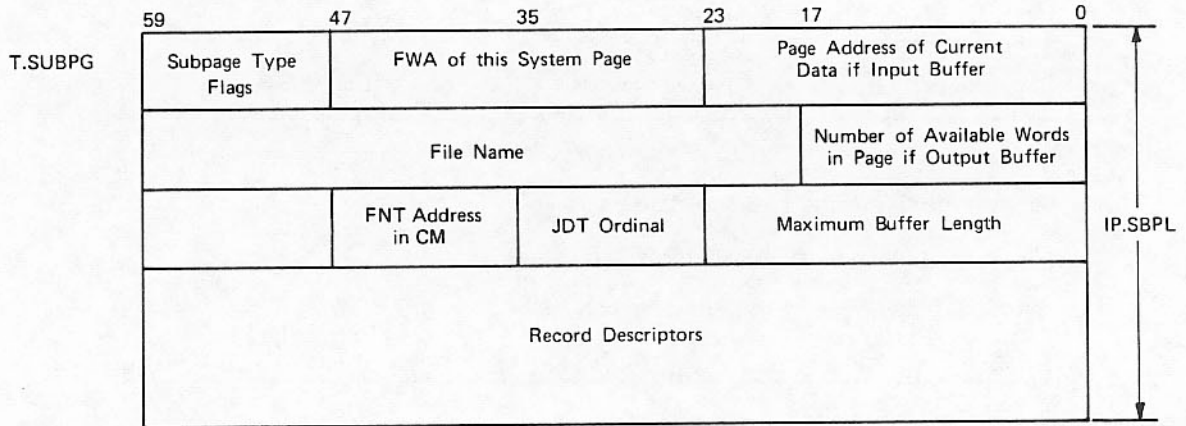 59 47 35 23 17 0
T.SUBPG
Subpage Type
Flags
FWA of this System Page
Page Address of Current
Data if Input Buffer
File Name
Number of Available Words
in Page if Output Buffer
FNT Address
in CM
JDT Ordinal
Maximum Buffer Length
IP.SBPL
Record Descriptors